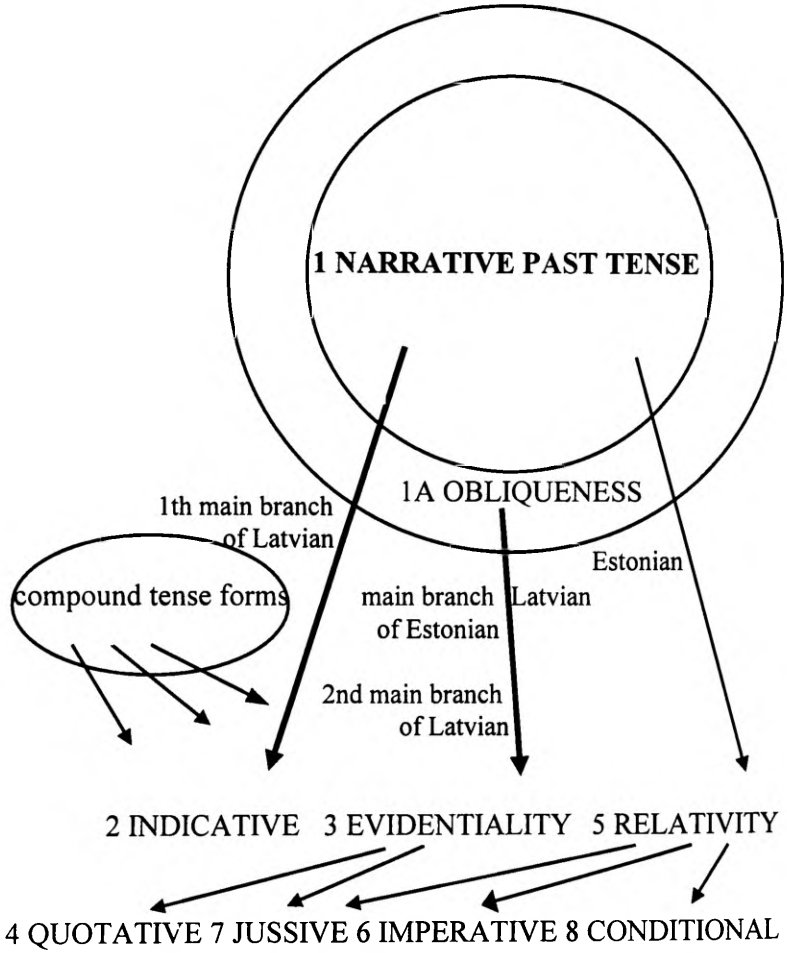 1 NARRATIVE PAST TENSE
1A OBLIQUENESS
1th main branch
of Latvian
Estonian
compound tense forms
main branch Latvian
of Estonian
2nd main branch
of Latvian
2 INDICATIVE 3 EVIDENTIALITY 5 RELATIVITY
4 QUOTATIVE 7 JUSSIVE 6 IMPERATIVE 8 CONDITIONAL